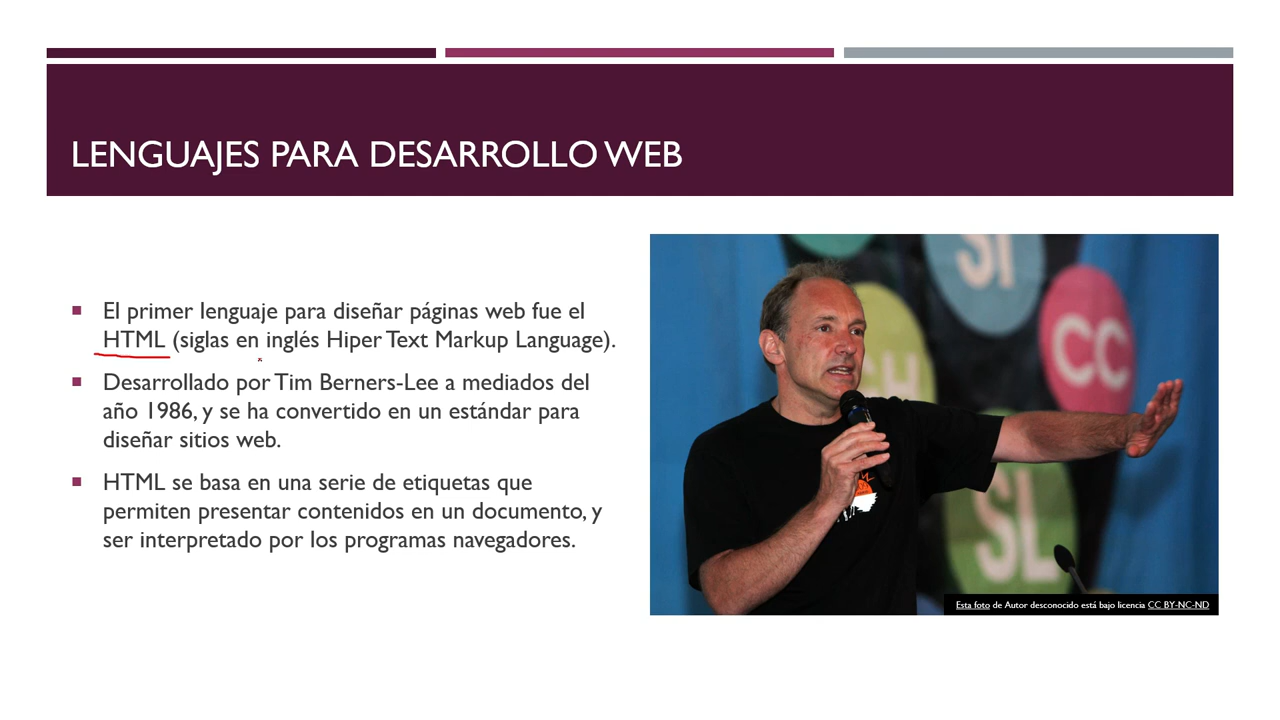 LENGUAJES PARA DESARROLLO WEB
El primer lenguaje para diseñar páginas web fue el
HTML (siglas en inglés Hiper Text Markup Language).
Desarrollado por Tim Berners-Lee a mediados del
año 1986, y se ha convertido en un estándar para
diseñar sitios web.
HTML se basa en una serie de etiquetas que
permiten presentar contenidos en un documento, y
ser interpretado por los programas navegadores.
SI
CC
SL
Esta foto de Autor desconocido está bajo licencia CC BY-NC-ND